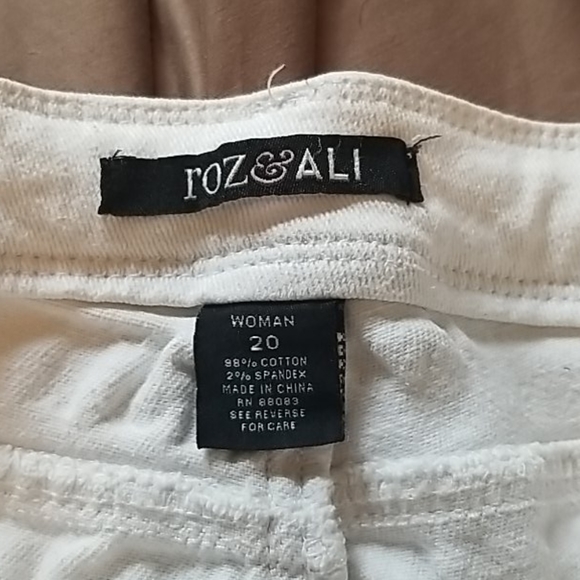 roz&ALI
WOMAN
20
98% COTTON
2% SPANDEX
MADE IN CHINA
RN 88083
SEE REVERSE
FOR CARE